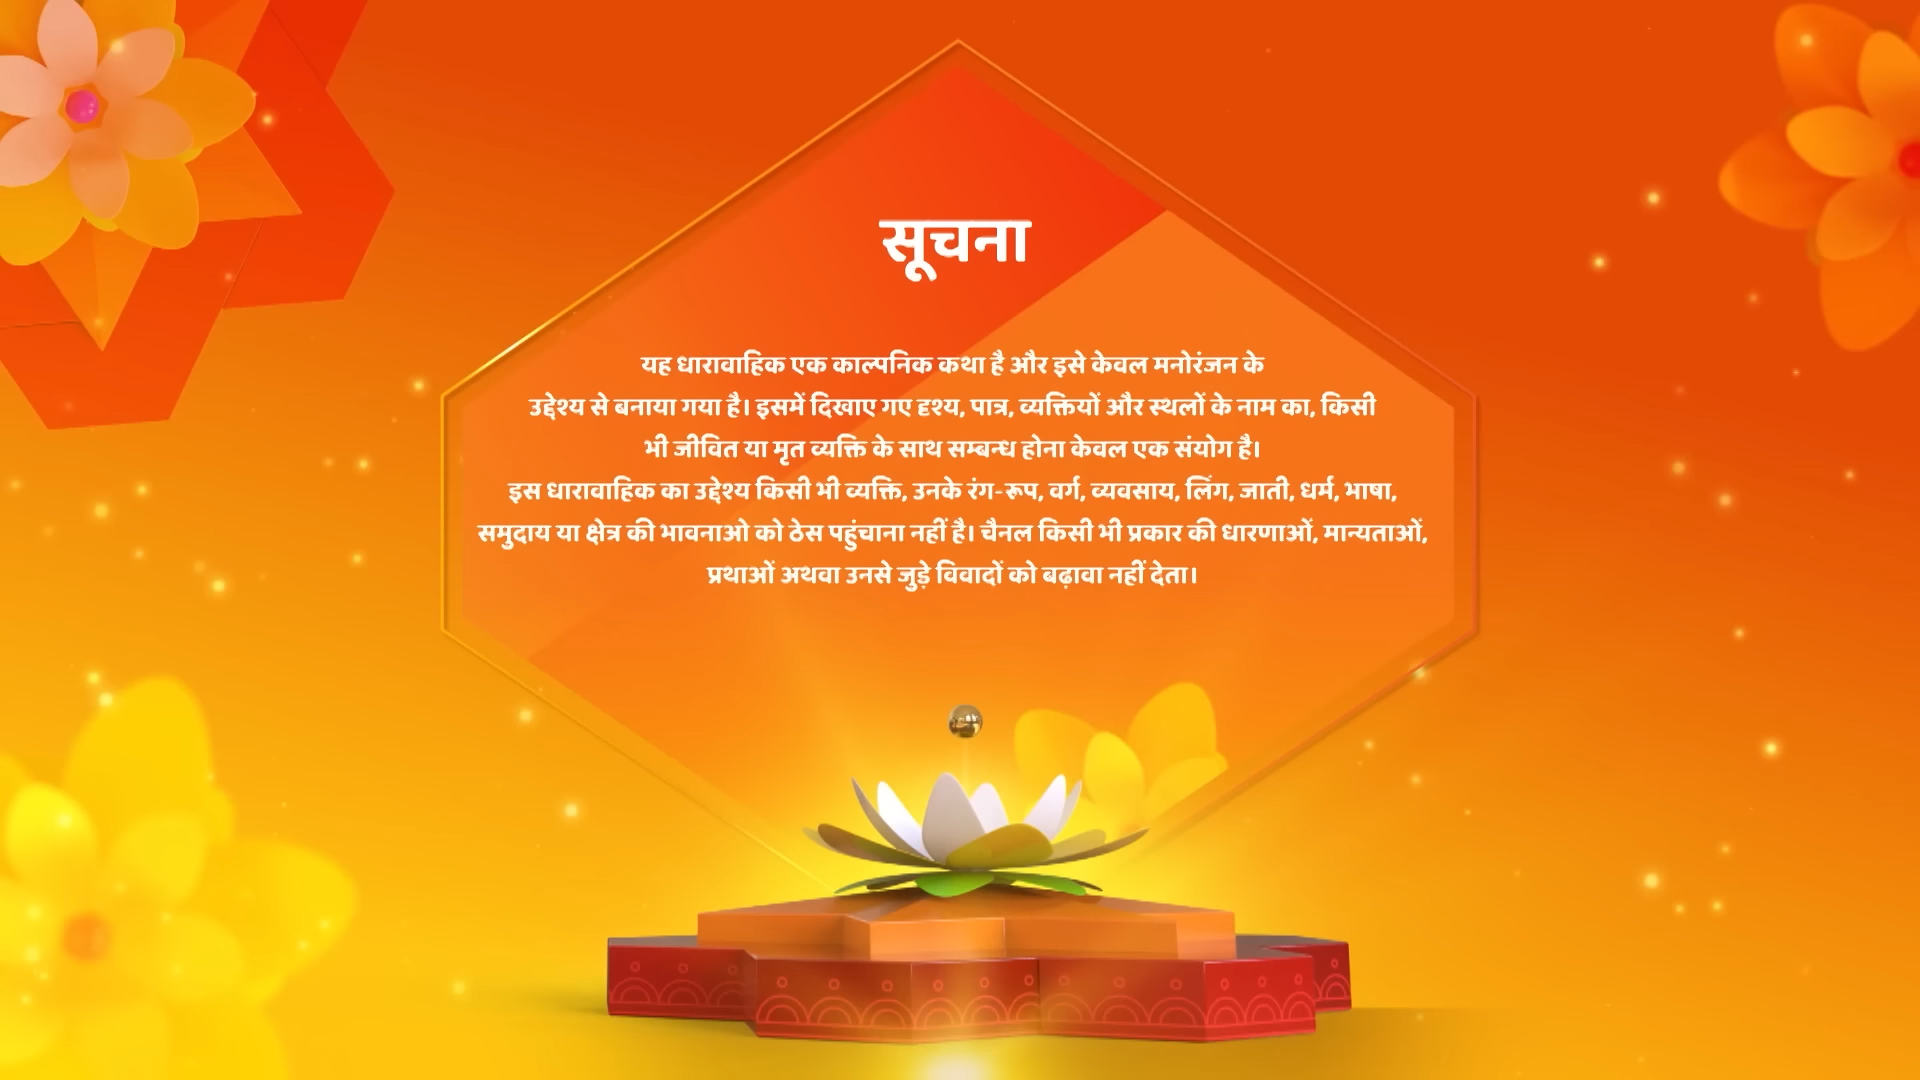 सूचना
यह धारावाहिक एक काल्पनिक कथा है और इसे केवल मनोरंजन के
उद्देश्य से बनाया गया है। इसमें दिखाए गए दृश्य, पात्र, व्यक्तियों और स्थलों के नाम का, किसी
भी जीवित या मृत व्यक्ति के साथ सम्बन्ध होना केवल एक संयोग है।
इस धारावाहिक का उद्देश्य किसी भी व्यक्ति, उनके रंग-रूप, वर्ग, व्यवसाय, लिंग, जाती, धर्म, भाषा,
समुदाय या क्षेत्र की भावनाओ को ठेस पहुंचाना नहीं है। चैनल किसी भी प्रकार की धारणाओं, मान्यताओं,
प्रथाओं अथवा उनसे जुड़े विवादों को बढ़ावा नहीं देता।